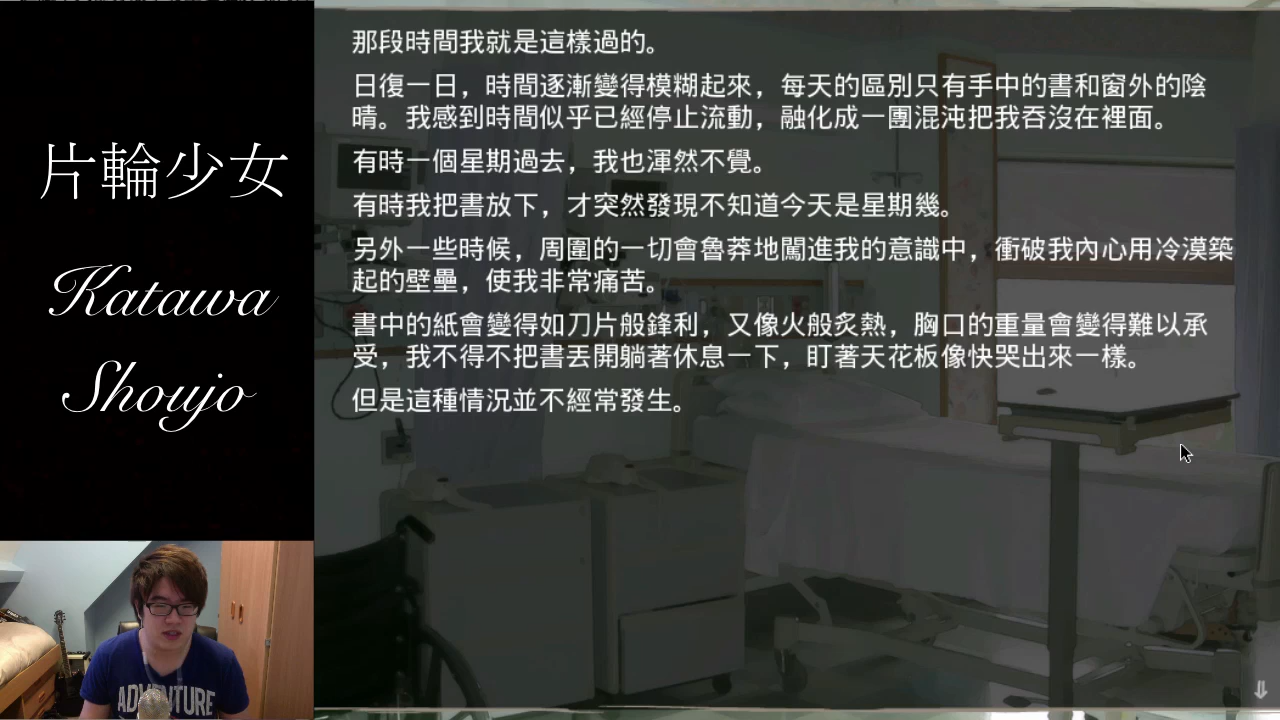 片輪少女
Katawa
Shoujo
那段時間我就是這樣過的。
日復一日，時間逐漸變得模糊起來，每天的區別只有手中的書和窗外的陰
晴。我感到時間似乎已經停止流動，融化成一團混沌把我吞沒在裡面。
有時一個星期過去，我也渾然不覺。
有時我把書放下，才突然發現不知道今天是星期幾。
另外一些時候，周圍的一切會魯莽地闖進我的意識中，衝破我內心用冷漠築
起的壁壘，使我非常痛苦。
書中的紙會變得如刀片般鋒利，又像火般炙熱，胸口的重量會變得難以承
受，我不得不把書丟開躺著休息一下，盯著天花板像快哭出來一樣。
但是這種情況並不經常發生。
ADVENTURE